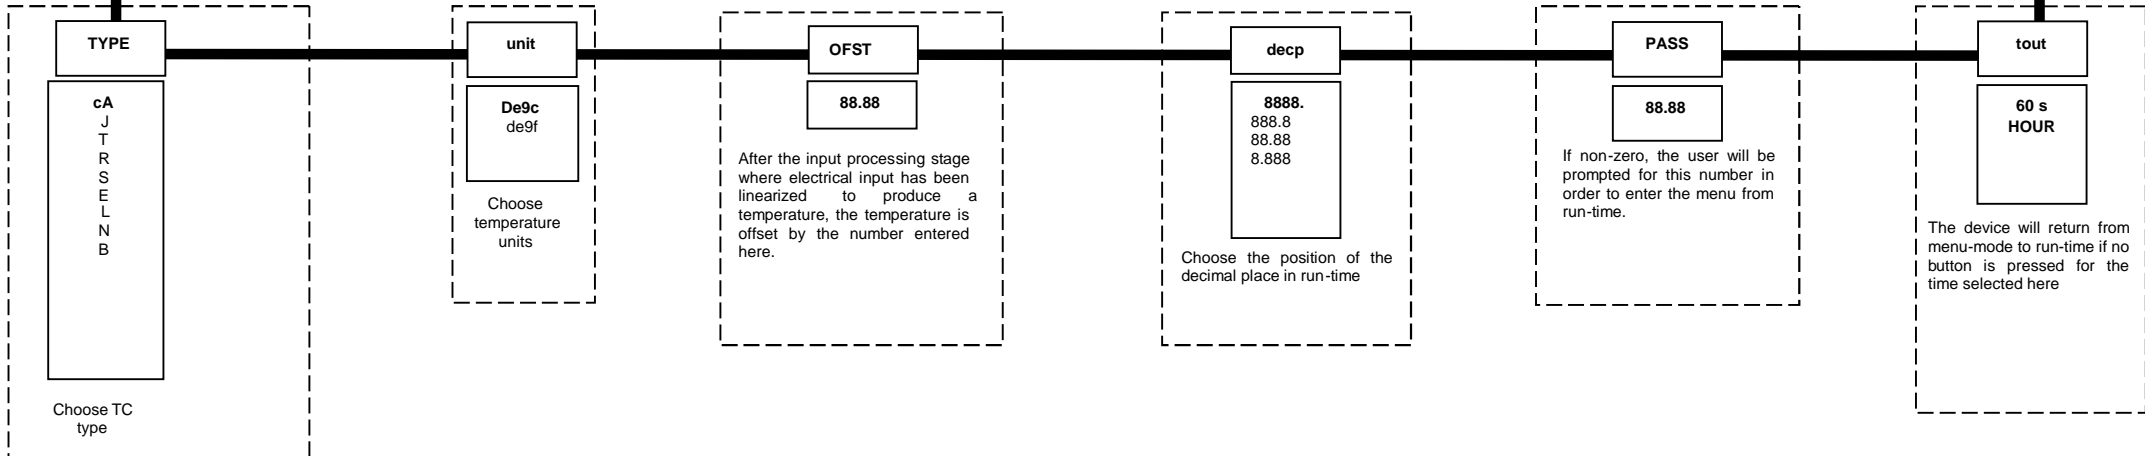 TYPE
cA
J
T
R
S
E
L
N
B
Choose TC
type
unit
De9c
de9f
Choose
temperature
units
OFST
88.88
After the input processing stage
where electrical input has been
linearized to produce a
temperature, the temperature is
offset by the number entered
here.
decp
8888.
888.8
88.88
8.888
Choose the position of the
decimal place in run-time
PASS
88.88
If non-zero, the user will be
prompted for this number in
order to enter the menu from
run-time.
tout
60 s
HOUR
The device will return from
menu-mode to run-time if no
button is pressed for the
time selected here